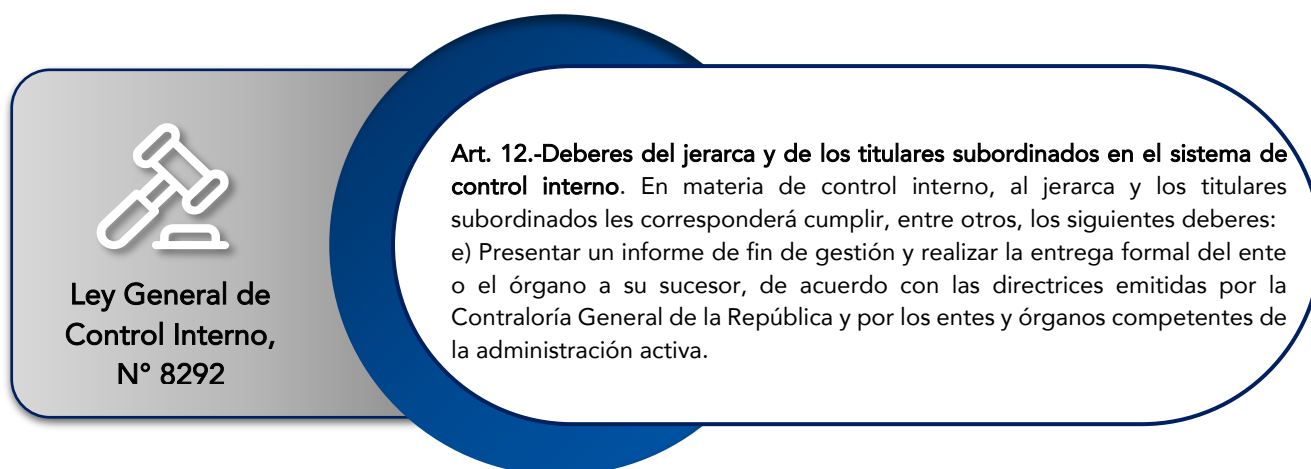 Ley General de
Control Interno,
N° 8292
Art. 12.-Deberes del jerarca y de los titulares subordinados en el sistema de
control interno. En materia de control interno, al jerarca y los titulares
subordinados les corresponderá cumplir, entre otros, los siguientes deberes:
e) Presentar un informe de fin de gestión y realizar la entrega formal del ente
o el órgano a su sucesor, de acuerdo con las directrices emitidas por la
Contraloría General de la República y por los entes y órganos competentes de
la administración activa.